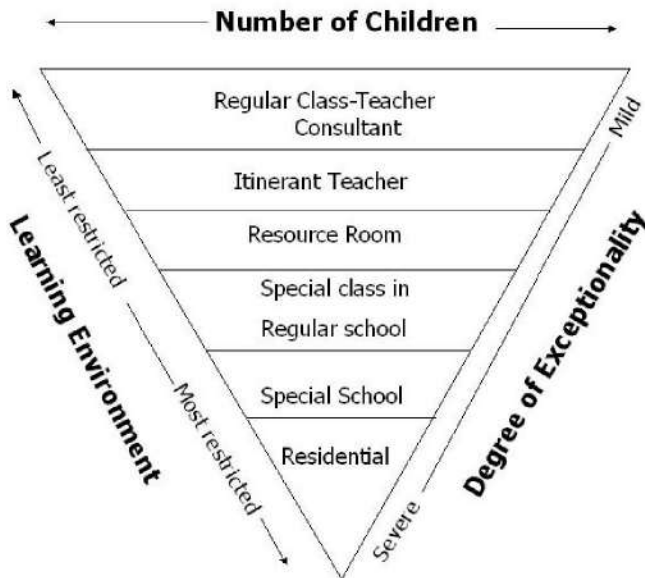 Number of Children
Regular Class-Teacher
Consultant
Mild
Least restricted
Itinerant Teacher
Resource Room
Learning Environment
Degree of Exceptionality
Special class in
Regular school
Most restricted
Special School
Residential
Severe